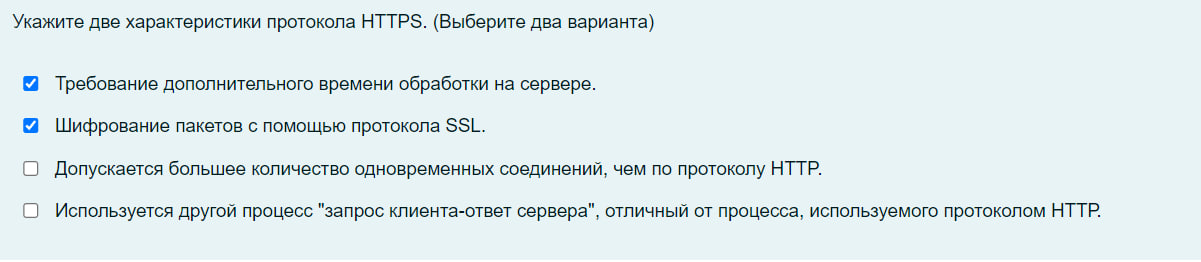 Укажите две характеристики протокола HTTPS. (Выберите два варианта)
Требование дополнительного времени обработки на сервере.
Шифрование пакетов с помощью протокола SSL.
Допускается большее количество одновременных соединений, чем по протоколу HTTP.
Используется другой процесс "запрос клиента-ответ сервера", отличный от процесса, используемого протоколом HTTP.